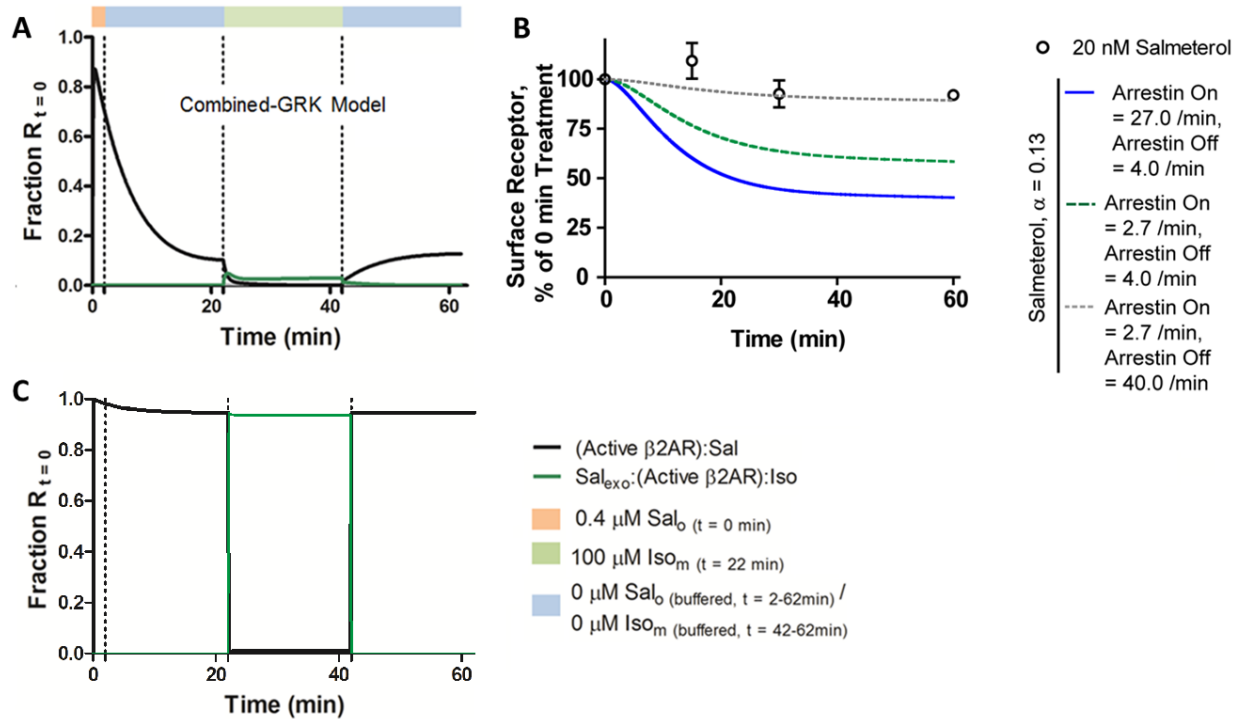 A
Fraction R t = 0
1.0
0.8
0.6
0.4
0.2
0.0
Combined-GRK Model
0
20
40
60
Time (min)
B
Surface Receptor,
% of 0 min Treatment
100
75
50
25
0
0
20
40
60
Time (min)
20 nM Salmeterol
Salmeterol, α = 0.13
Arrestin On
= 27.0 /min,
Arrestin Off
= 4.0 /min
Arrestin On
= 2.7 /min,
Arrestin Off
= 4.0 /min
Arrestin On
= 2.7 /min,
Arrestin Off
= 40.0 /min
C
Fraction R t = 0
1.0
0.8
0.6
0.4
0.2
0.0
0
20
40
60
Time (min)
(Active β2AR):Sal
Sal exo:(Active β2AR):Iso
0.4 μM Sal o (t = 0 min)
100 μM Iso m (t = 22 min)
0 μM Sal o (buffered, t = 2-62min) /
0 μM Iso m (buffered, t = 42-62min)